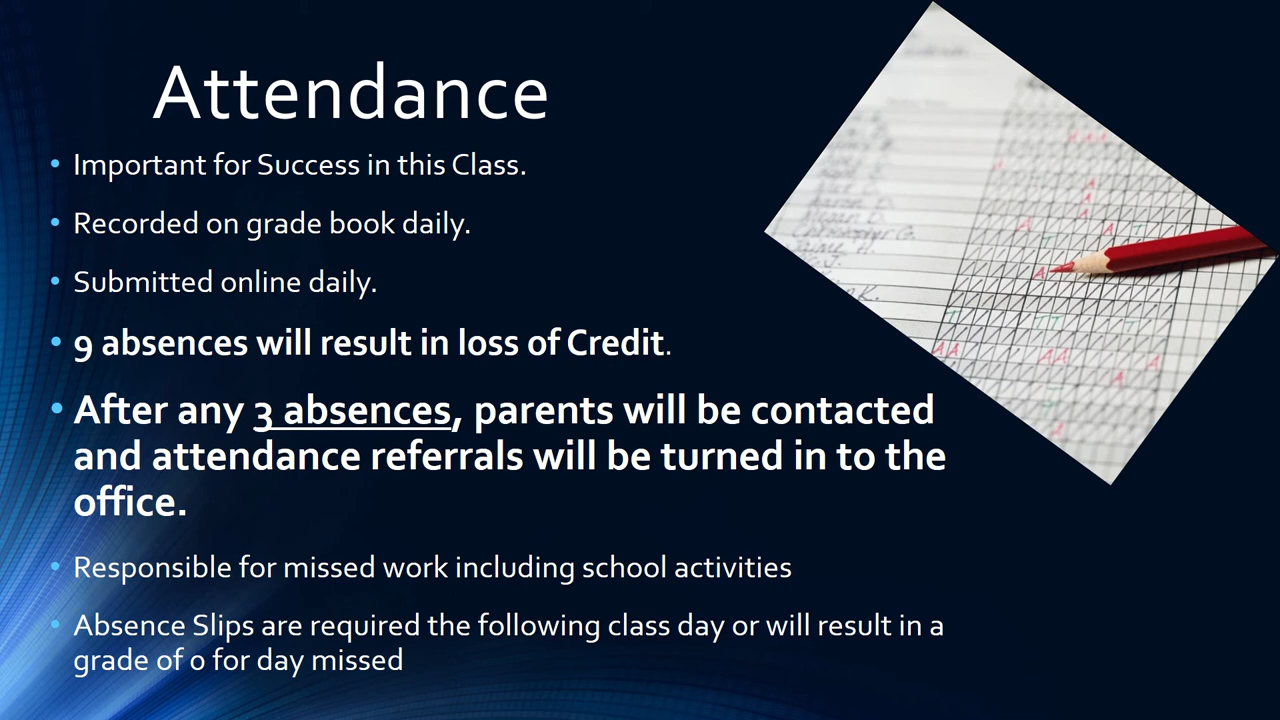 Attendance
• Important for Success in this Class.
• Recorded on grade book daily.
• Submitted online daily.
• 9 absences will result in loss of Credit.
• After any 3 absences, parents will be contacted
and attendance referrals will be turned in to the
office.
• Responsible for missed work including school activities
• Absence Slips are required the following class day or will result in a
grade of 0 for day missed